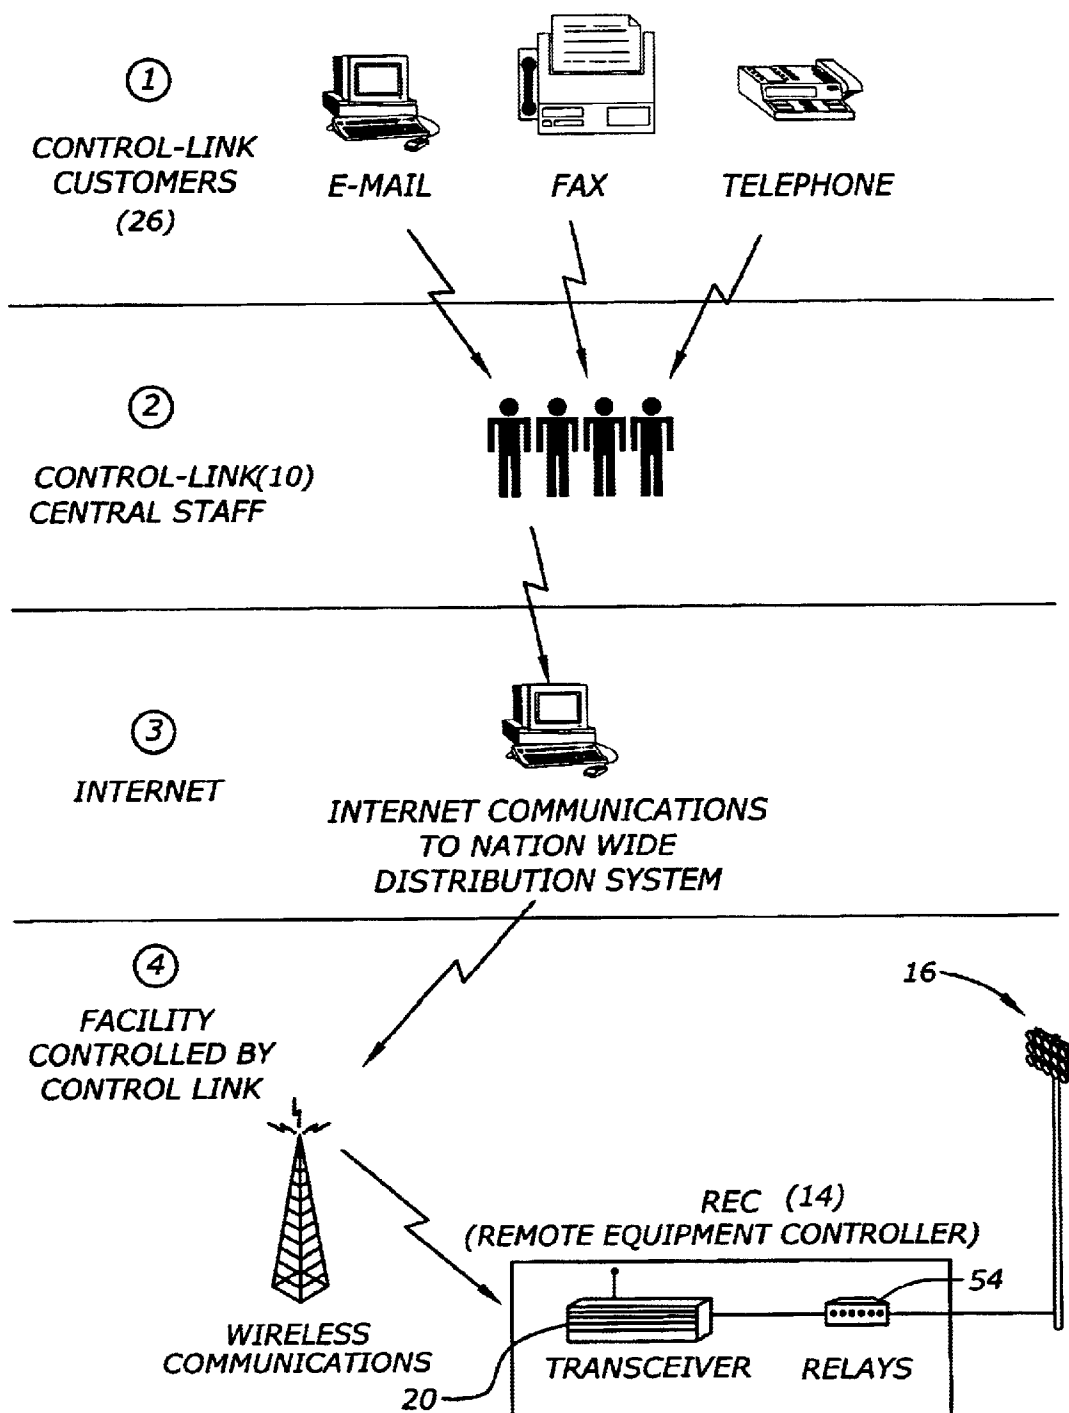 1
CONTROL-LINK
CUSTOMERS
(26)
E-MAIL
FAX
TELEPHONE
2
CONTROL-LINK(10)
CENTRAL STAFF
3
INTERNET
INTERNET COMMUNICATIONS
TO NATION WIDE
DISTRIBUTION SYSTEM
4
FACILITY
CONTROLLED BY
CONTROL LINK
16
WIRELESS
COMMUNICATIONS
REC (14)
(REMOTE EQUIPMENT CONTROLLER)
54
TRANSCEIVER
RELAYS
20